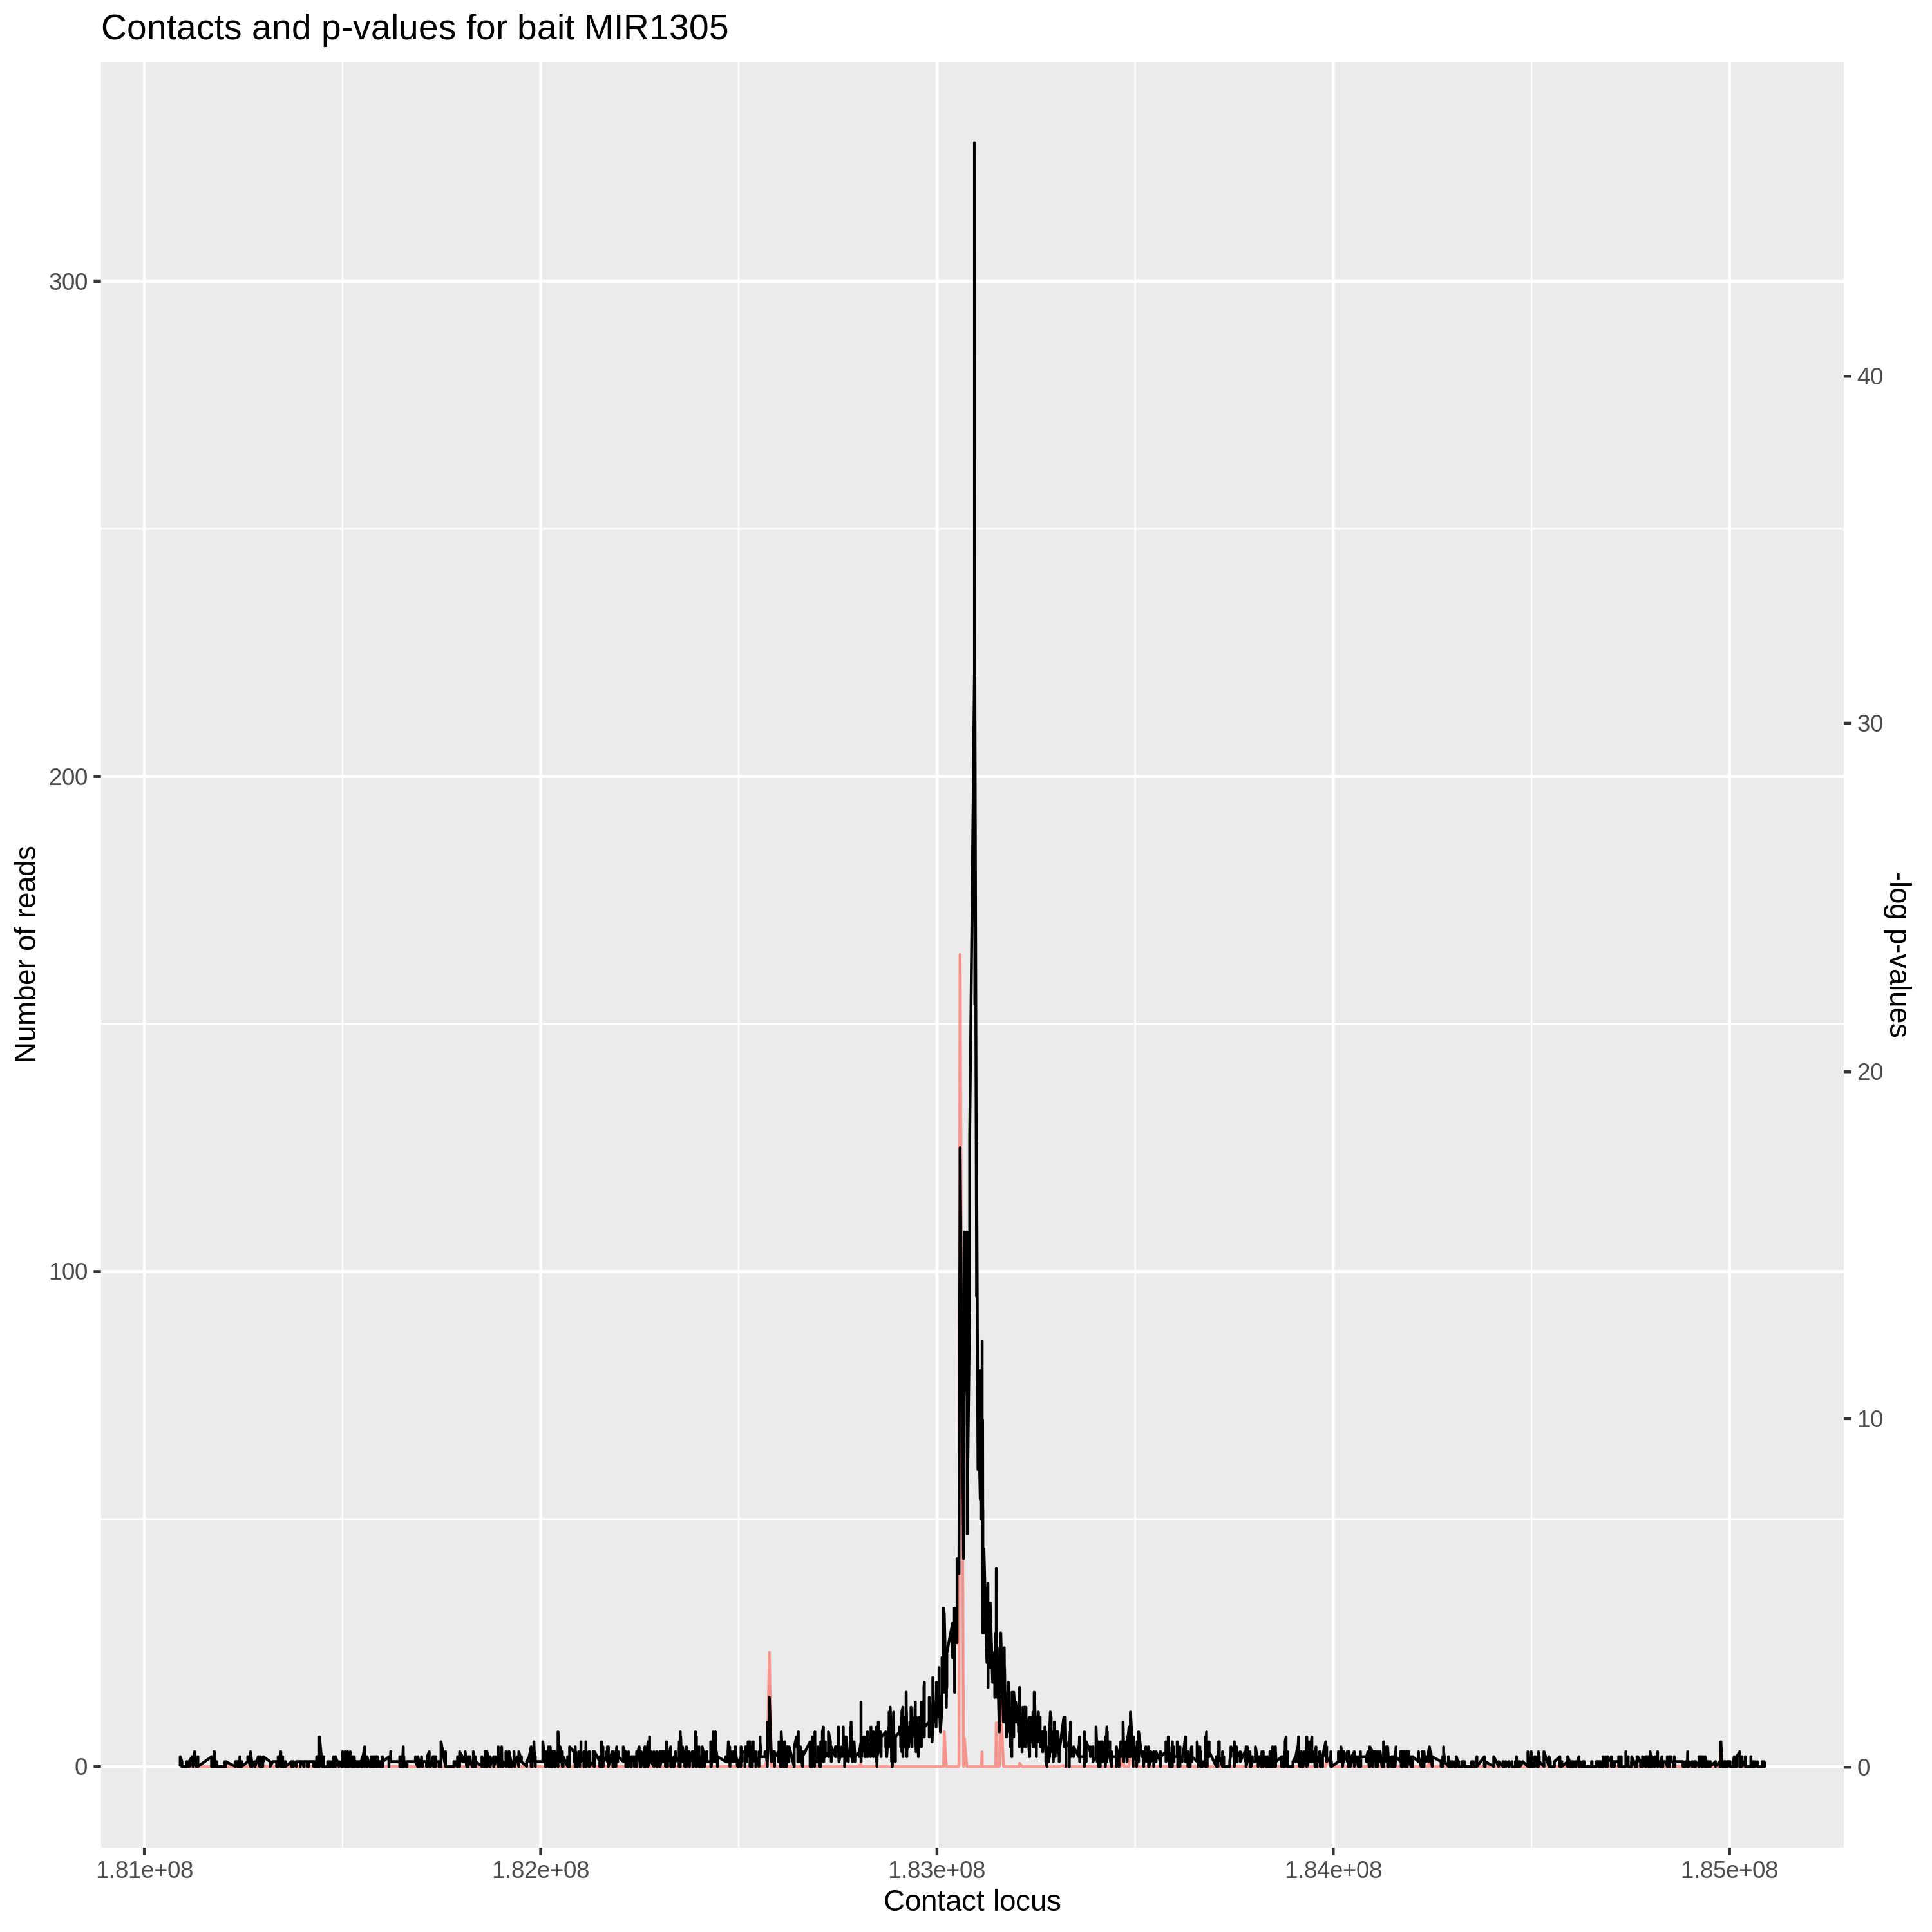 Contacts and p-values for bait MIR1305
300
200
100
0
Number of reads
40
30
20
10
0
-log p-values
1.81e+08
1.82e+08
1.83e+08
1.84e+08
1.85e+08
Contact locus